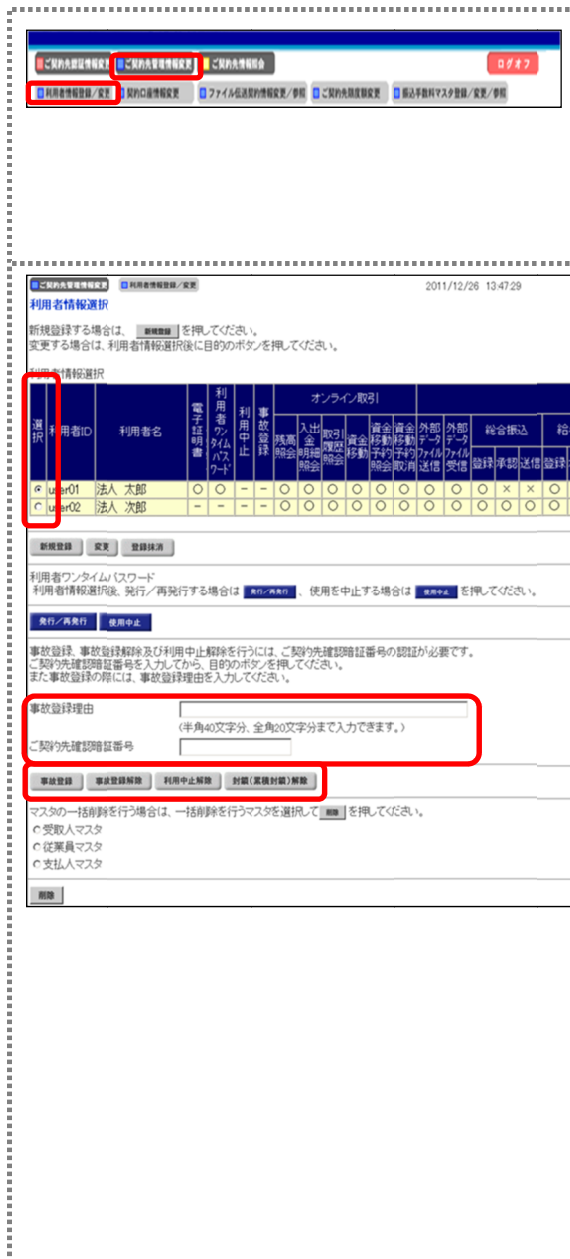 ご契約先認証情報変更 ご契約先管理情報変更 ご契約先情報照会 ログオフ
利用者情報登録/変更 契約口座情報変更 ファイル伝送契約情報変更/参照 ご契約先限度額変更 振込手数料マスタ登録/変更/参照
ご契約先管理情報変更 利用者情報登録/変更 2011/12/26 13:47:29
利用者情報選択
新規登録する場合は、 新規登録 を押してください。
変更する場合は、利用者情報選択後に目的のボタンを押してください。
利用者情報選択
選択 利用者ID 利用者名 電子証明書 利用者ワンタイムパスワード 利用中止 事故登録 オンライン取引
残高照会 入出金明細照会 取引履歴照会 資金移動 資金移動予約照会 資金移動予約取消 外部データファイル送信 外部データファイル受信 総合振込 給
登録 承認 送信 登録
user01 法人 太郎 ○ ○ － － ○ ○ ○ ○ ○ ○ ○ ○ ○ × × ○
user02 法人 次郎 － － － － ○ ○ ○ ○ ○ ○ ○ ○ ○ ○ ○ ○
新規登録 変更 登録抹消
利用者ワンタイムパスワード
利用者情報選択後、発行/再発行する場合は 発行/再発行 、使用を中止する場合は 使用中止 を押してください。
発行/再発行 使用中止
事故登録、事故登録解除及び利用中止解除を行うには、ご契約先確認暗証番号の認証が必要です。
ご契約先確認暗証番号を入力してから、目的のボタンを押してください。
また事故登録の際には、事故登録理由を入力してください。
事故登録理由
(半角40文字分、全角20文字分まで入力できます。)
ご契約先確認暗証番号
事故登録 事故登録解除 利用中止解除 封鎖(累積封鎖)解除
マスタの一括削除を行う場合は、一括削除を行うマスタを選択して 削除 を押してください。
受取人マスタ
従業員マスタ
支払人マスタ
削除